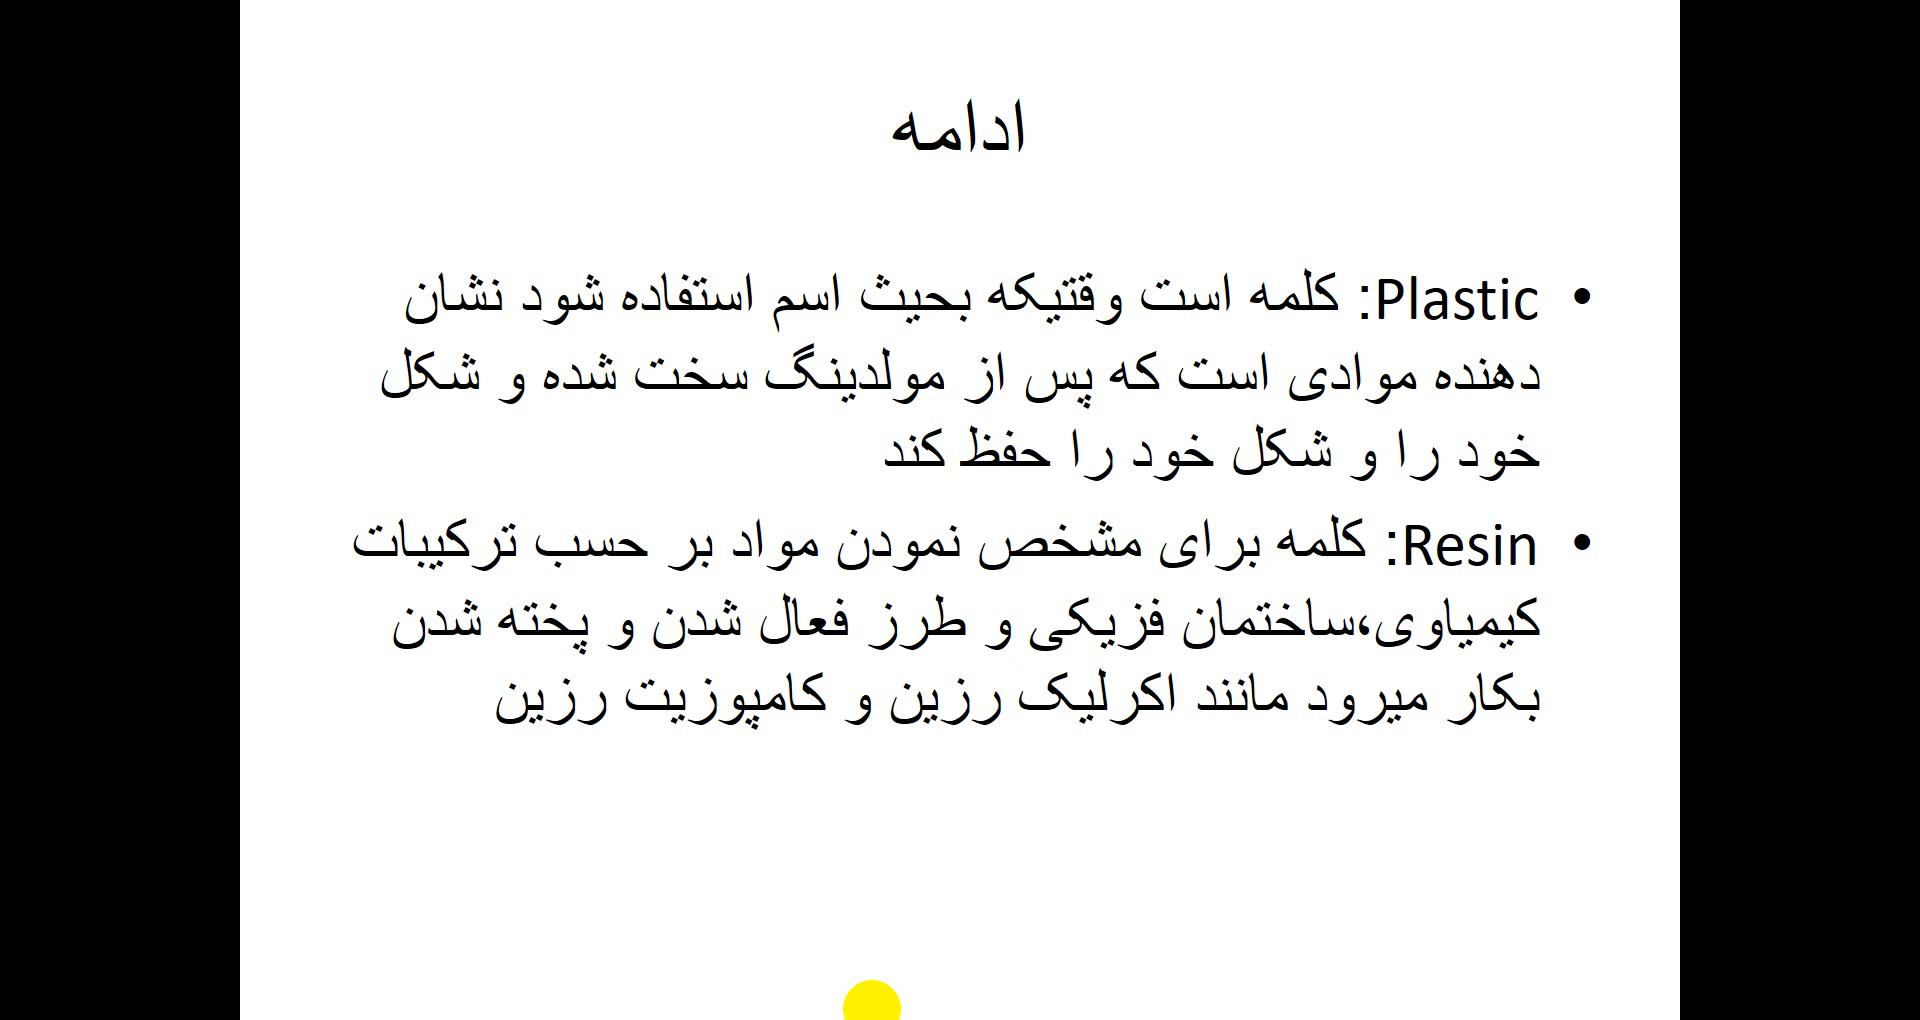 ادامه
• Plastic: کلمه است وقتیکه بحیث اسم استفاده شود نشان
دهنده موادی است که پس از مولدینگ سخت شده و شکل
خود را و شکل خود را حفظ کند
• Resin: کلمه برای مشخص نمودن مواد بر حسب ترکیبات
کیمیاوی،ساختمان فزیکی و طرز فعال شدن و پخته شدن
بکار میرود مانند اکرلیک رزین و کامپوزیت رزین